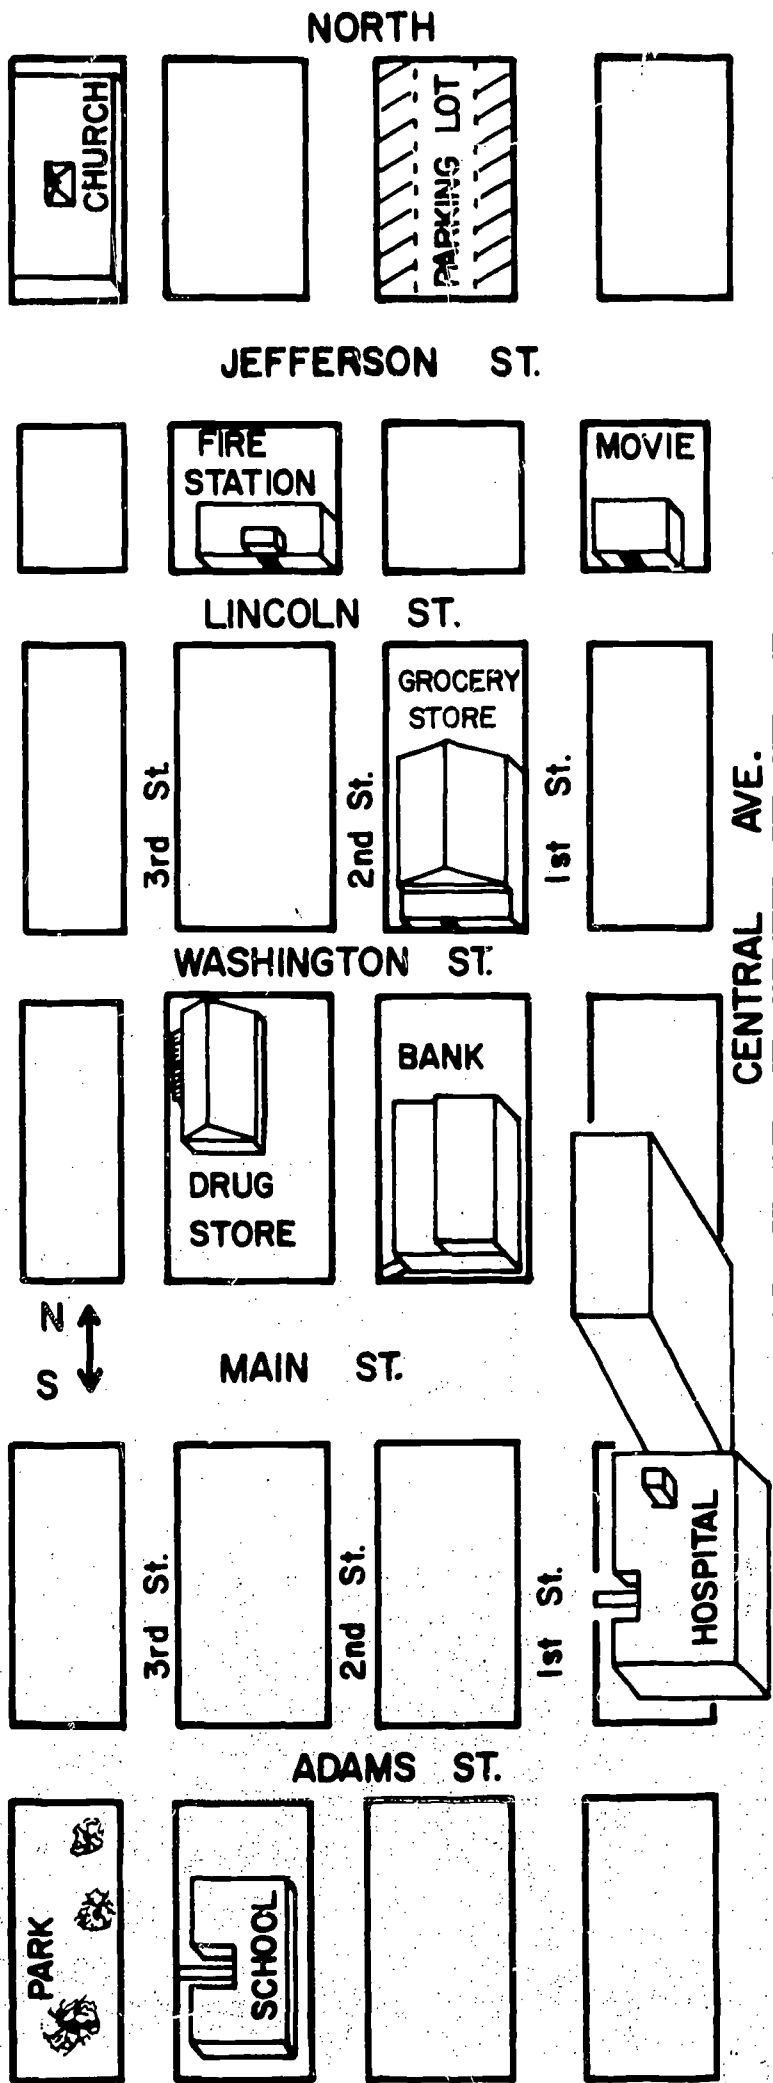 NORTH
CHURCH
PARKING LOT
JEFFERSON ST.
FIRE
STATION
MOVIE
LINCOLN ST.
GROCERY
STORE
3rd St.
2nd St.
1st St.
CENTRAL AVE.
WASHINGTON ST.
BANK
DRUG
STORE
N
S
MAIN ST.
3rd St.
2nd St.
1st St.
HOSPITAL
ADAMS ST.
PARK
SCHOOL